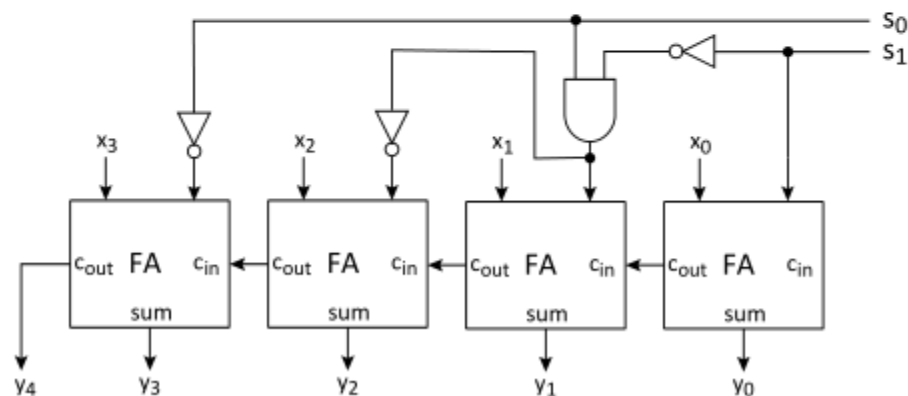 s0
s1
x3
x2
x1
x0
cout FA cin
cout FA cin
cout FA cin
cout FA cin
sum
sum
sum
sum
y4
y3
y2
y1
y0